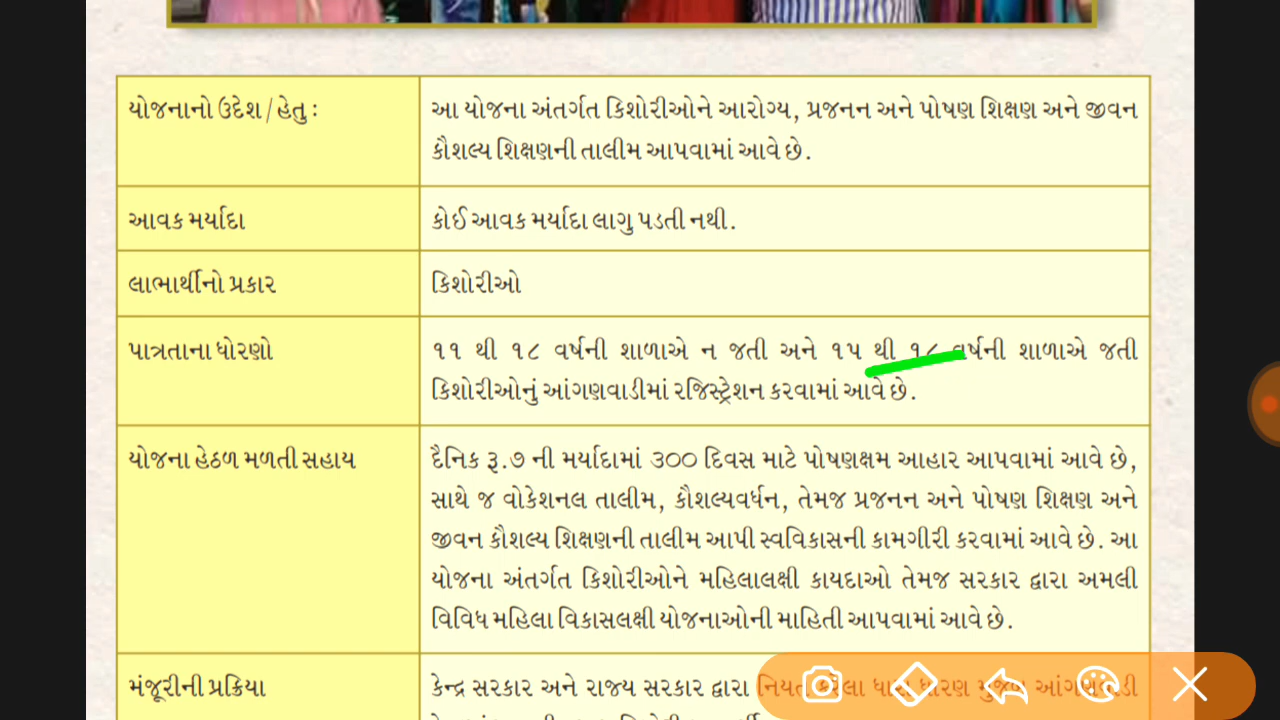 યોજનાનો ઉદેશ / હેતુ :
આ યોજના અંતર્ગત કિશોરીઓને આરોગ્ય, પ્રજનન અને પોષણ શિક્ષણ અને જીવન
કૌશલ્ય શિક્ષણની તાલીમ આપવામાં આવે છે.
આવક મર્યાદા
કોઈ આવક મર્યાદા લાગુ પડતી નથી.
લાભાર્થીનો પ્રકાર
કિશોરીઓ
પાત્રતાના ધોરણો
૧૧ થી ૧૮ વર્ષની શાળાએ ન જતી અને ૧૫ થી ૧૮ વર્ષની શાળાએ જતી
કિશોરીઓનું આંગણવાડીમાં રજિસ્ટ્રેશન કરવામાં આવે છે.
યોજના હેઠળ મળતી સહાય
દૈનિક રૂ.૭ ની મર્યાદામાં ૩૦૦ દિવસ માટે પોષણક્ષમ આહાર આપવામાં આવે છે,
સાથે જ વોકેશનલ તાલીમ, કૌશલ્યવર્ધન, તેમજ પ્રજનન અને પોષણ શિક્ષણ અને
જીવન કૌશલ્ય શિક્ષણની તાલીમ આપી સ્વવિકાસની કામગીરી કરવામાં આવે છે. આ
યોજના અંતર્ગત કિશોરીઓને મહિલાલક્ષી કાયદાઓ તેમજ સરકાર દ્વારા અમલી
વિવિધ મહિલા વિકાસલક્ષી યોજનાઓની માહિતી આપવામાં આવે છે.
મંજૂરીની પ્રક્રિયા
કેન્દ્ર સરકાર અને રાજ્ય સરકાર દ્વારા નિયત કરેલા ધારા ધોરણ મુજબ આંગણવાડી